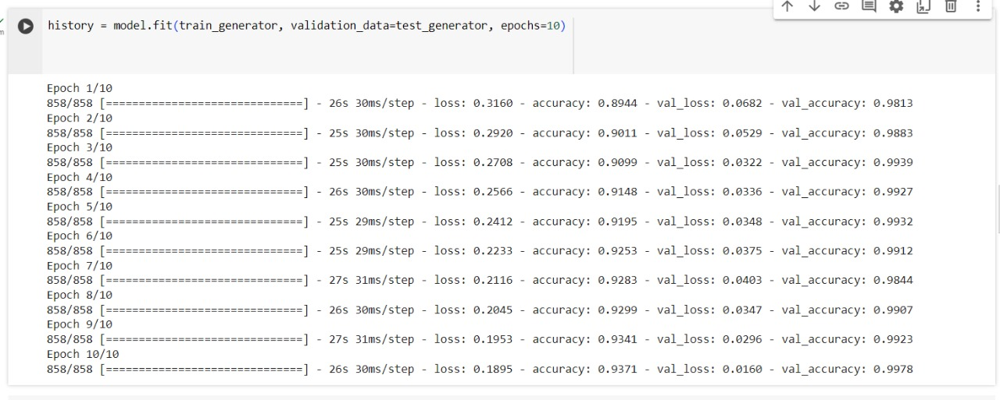 history = model.fit(train_generator, validation_data=test_generator, epochs=10)
Epoch 1/10
858/858 [==============================] - 26s 30ms/step - loss: 0.3160 - accuracy: 0.8944 - val_loss: 0.0682 - val_accuracy: 0.9813
Epoch 2/10
858/858 [==============================] - 25s 30ms/step - loss: 0.2920 - accuracy: 0.9011 - val_loss: 0.0529 - val_accuracy: 0.9883
Epoch 3/10
858/858 [==============================] - 25s 30ms/step - loss: 0.2708 - accuracy: 0.9099 - val_loss: 0.0322 - val_accuracy: 0.9939
Epoch 4/10
858/858 [==============================] - 26s 30ms/step - loss: 0.2566 - accuracy: 0.9148 - val_loss: 0.0336 - val_accuracy: 0.9927
Epoch 5/10
858/858 [==============================] - 25s 29ms/step - loss: 0.2412 - accuracy: 0.9195 - val_loss: 0.0348 - val_accuracy: 0.9932
Epoch 6/10
858/858 [==============================] - 25s 29ms/step - loss: 0.2233 - accuracy: 0.9253 - val_loss: 0.0375 - val_accuracy: 0.9912
Epoch 7/10
858/858 [==============================] - 27s 31ms/step - loss: 0.2116 - accuracy: 0.9283 - val_loss: 0.0403 - val_accuracy: 0.9844
Epoch 8/10
858/858 [==============================] - 26s 30ms/step - loss: 0.2045 - accuracy: 0.9299 - val_loss: 0.0347 - val_accuracy: 0.9907
Epoch 9/10
858/858 [==============================] - 27s 31ms/step - loss: 0.1953 - accuracy: 0.9341 - val_loss: 0.0296 - val_accuracy: 0.9923
Epoch 10/10
858/858 [==============================] - 26s 30ms/step - loss: 0.1895 - accuracy: 0.9371 - val_loss: 0.0160 - val_accuracy: 0.9978